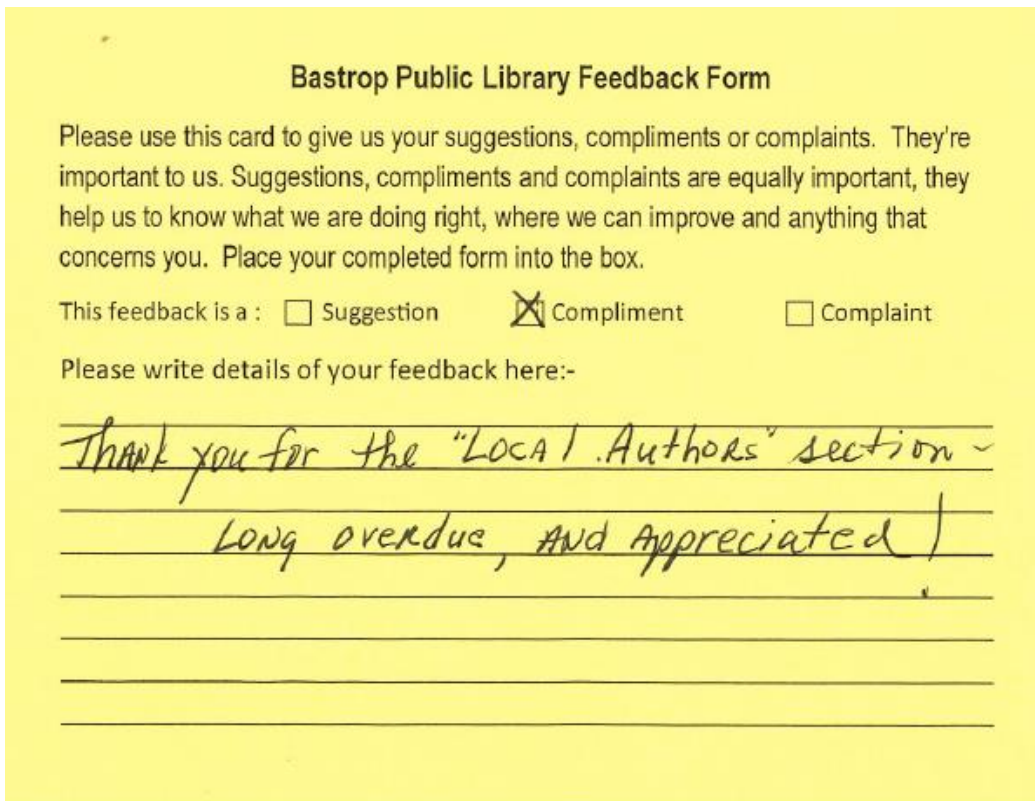 Bastrop Public Library Feedback Form
Please use this card to give us your suggestions, compliments or complaints. They're
important to us. Suggestions, compliments and complaints are equally important, they
help us to know what we are doing right, where we can improve and anything that
concerns you. Place your completed form into the box.
This feedback is a : ☐ Suggestion ☒ Compliment ☐ Complaint
Please write details of your feedback here:-
Thank you for the "Local Authors" section -
Long overdue, and appreciated!